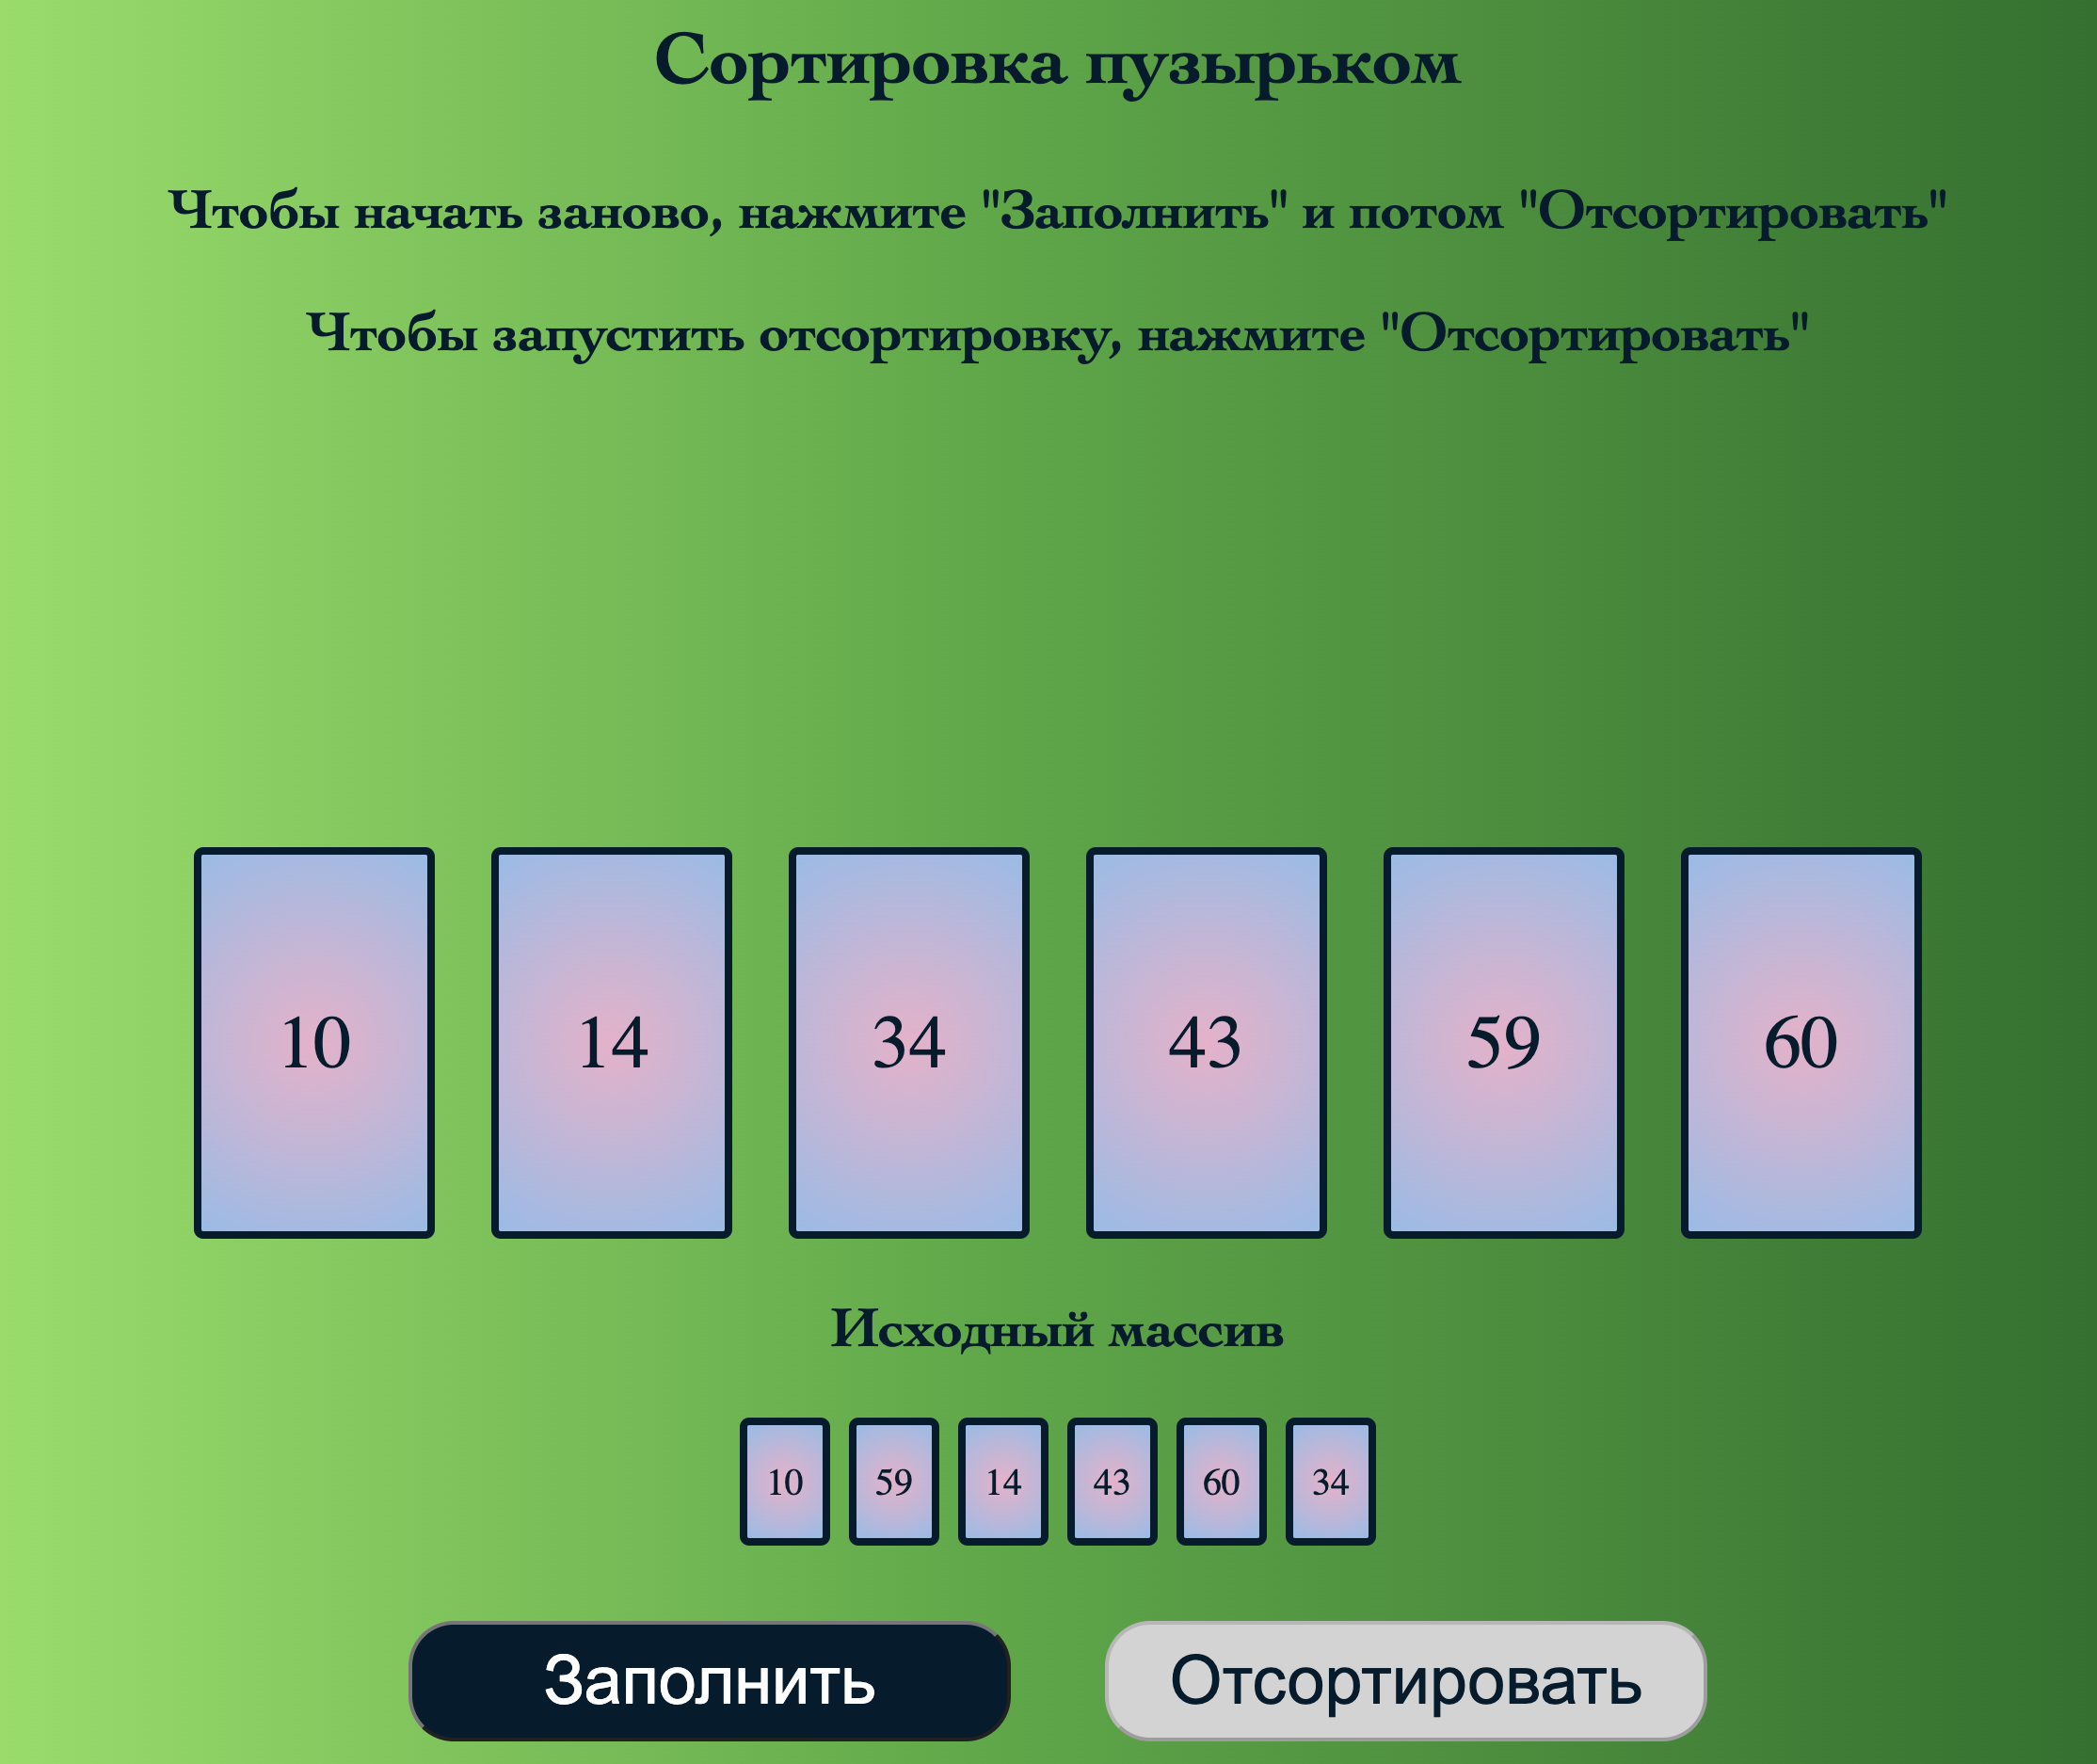 Сортировка пузырьком
Чтобы начать заново, нажмите "Заполнить" и потом "Отсортировать"
Чтобы запустить отсортировку, нажмите "Отсортировать"
10 14 34 43 59 60
Исходный массив
10 59 14 43 60 34
Заполнить Отсортировать